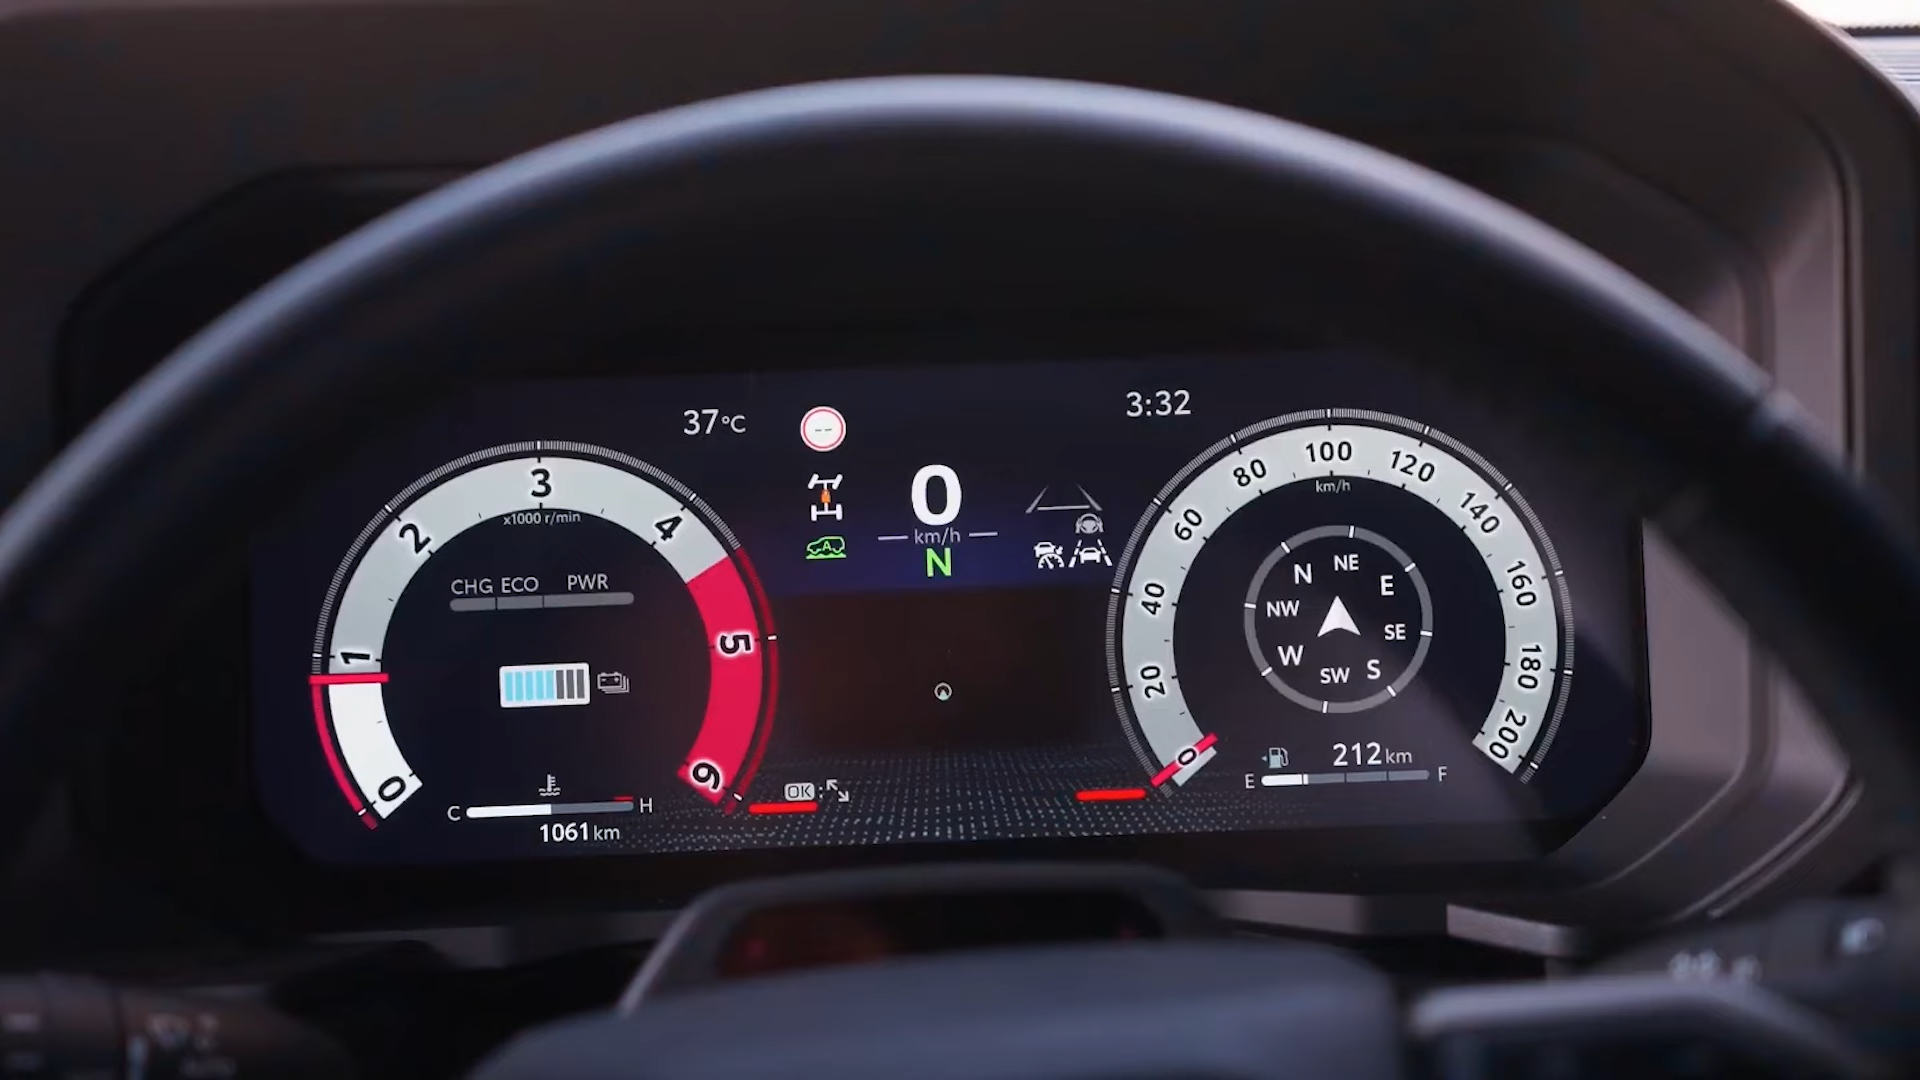 37°C
--
3:32
0
km/h
N
A
0
1
2
3
4
5
6
x1000 r/min
CHG ECO PWR
C H
1061 km
OK :
0
20
40
60
80
100
120
140
160
180
200
km/h
N NE E SE S SW W NW
212 km
E F